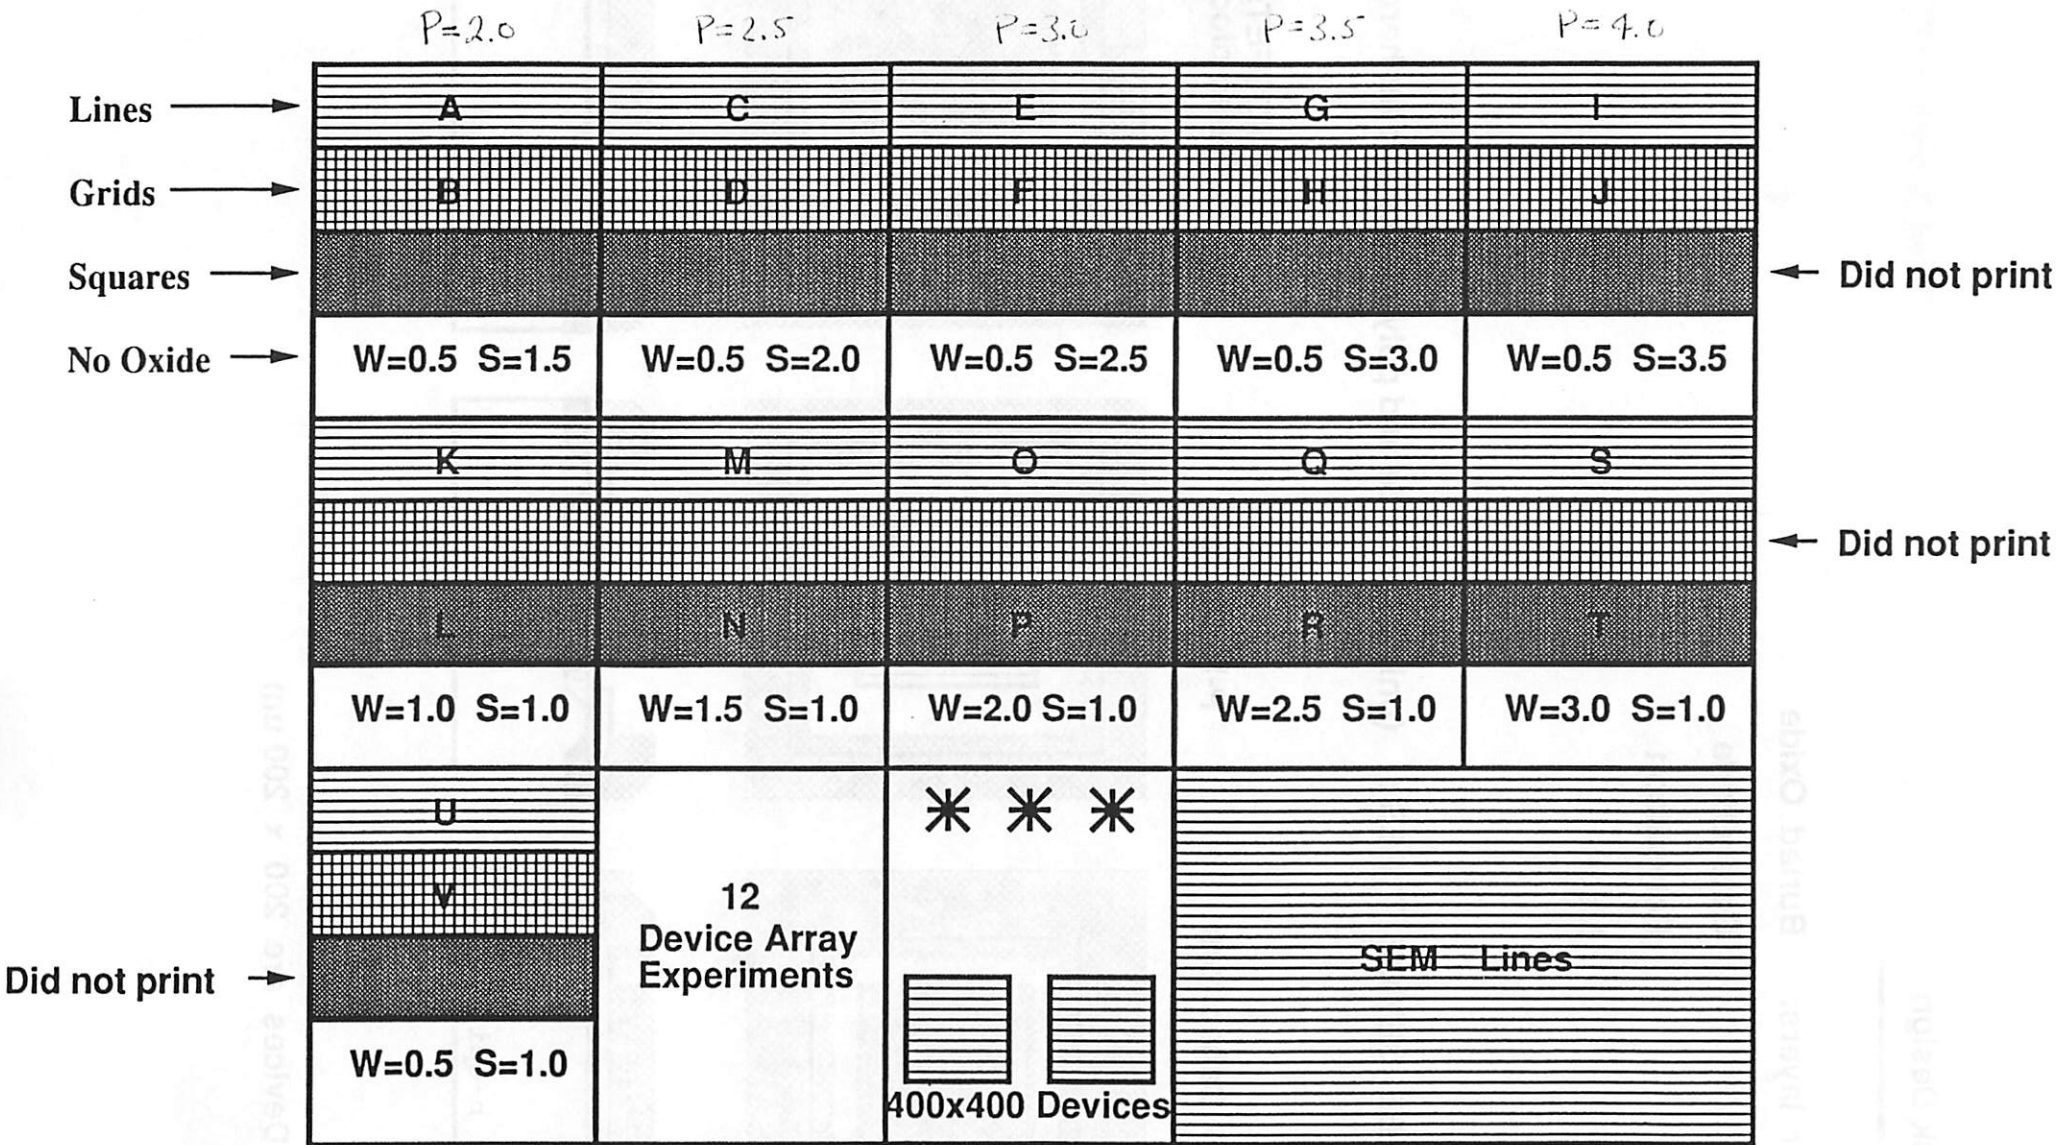 P=2.0 P=2.5 P=3.0 P=3.5 P=4.0
Lines A C E G I
Grids B D F H J
Squares Did not print
No Oxide W=0.5 S=1.5 W=0.5 S=2.0 W=0.5 S=2.5 W=0.5 S=3.0 W=0.5 S=3.5
K M O Q S
Did not print
L N P R T
W=1.0 S=1.0 W=1.5 S=1.0 W=2.0 S=1.0 W=2.5 S=1.0 W=3.0 S=1.0
U
V
12
Device Array
Experiments
SEM Lines
Did not print
W=0.5 S=1.0
400x400 Devices